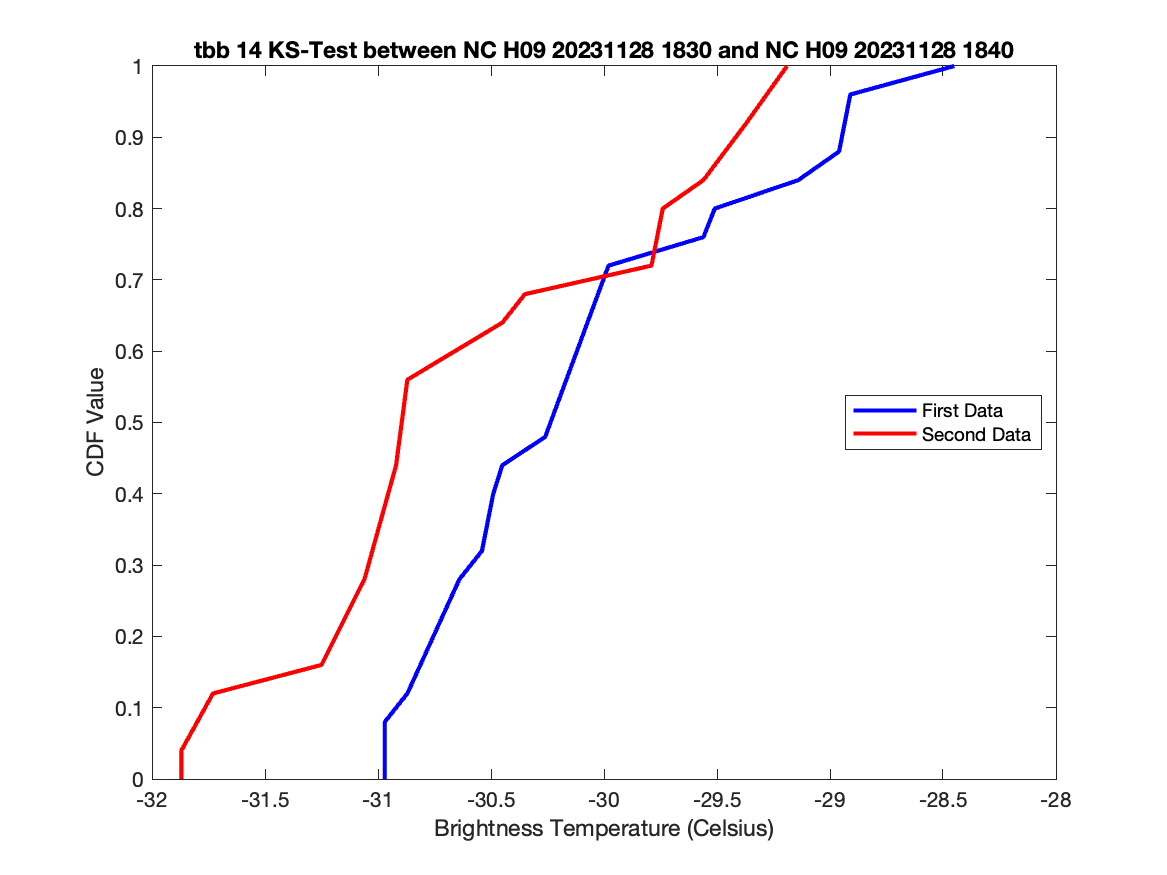 tbb 14 KS-Test between NC H09 20231128 1830 and NC H09 20231128 1840
1
0.9
0.8
0.7
0.6
0.5
0.4
0.3
0.2
0.1
0
CDF Value
First Data
Second Data
-32 -31.5 -31 -30.5 -30 -29.5 -29 -28.5 -28
Brightness Temperature (Celsius)